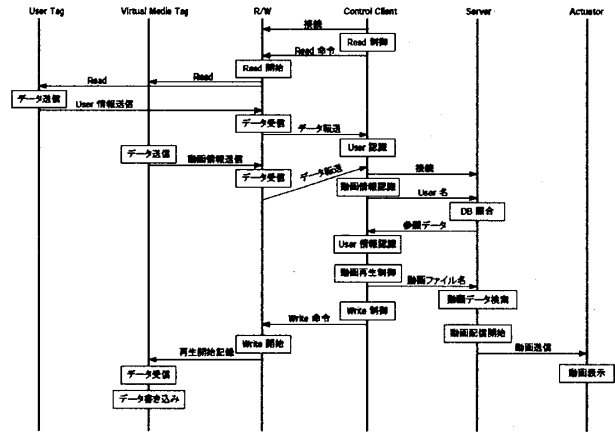 User Tag Virtual Media Tag R/W Control Client Server Actuator
接続
Read 制御
Read 命令
Read 開始
Read Read
データ送信
User 情報送信
データ受信
データ転送
User 認識
データ送信
動画情報送信
データ受信
データ転送
接続
動画情報認識
User 名
DB 照合
参照データ
User 情報認識
動画再生制御
動画ファイル名
動画データ検索
Write 制御
Write 命令
動画配信開始
Write 開始
再生開始記録
動画送信
データ受信
動画表示
データ書き込み